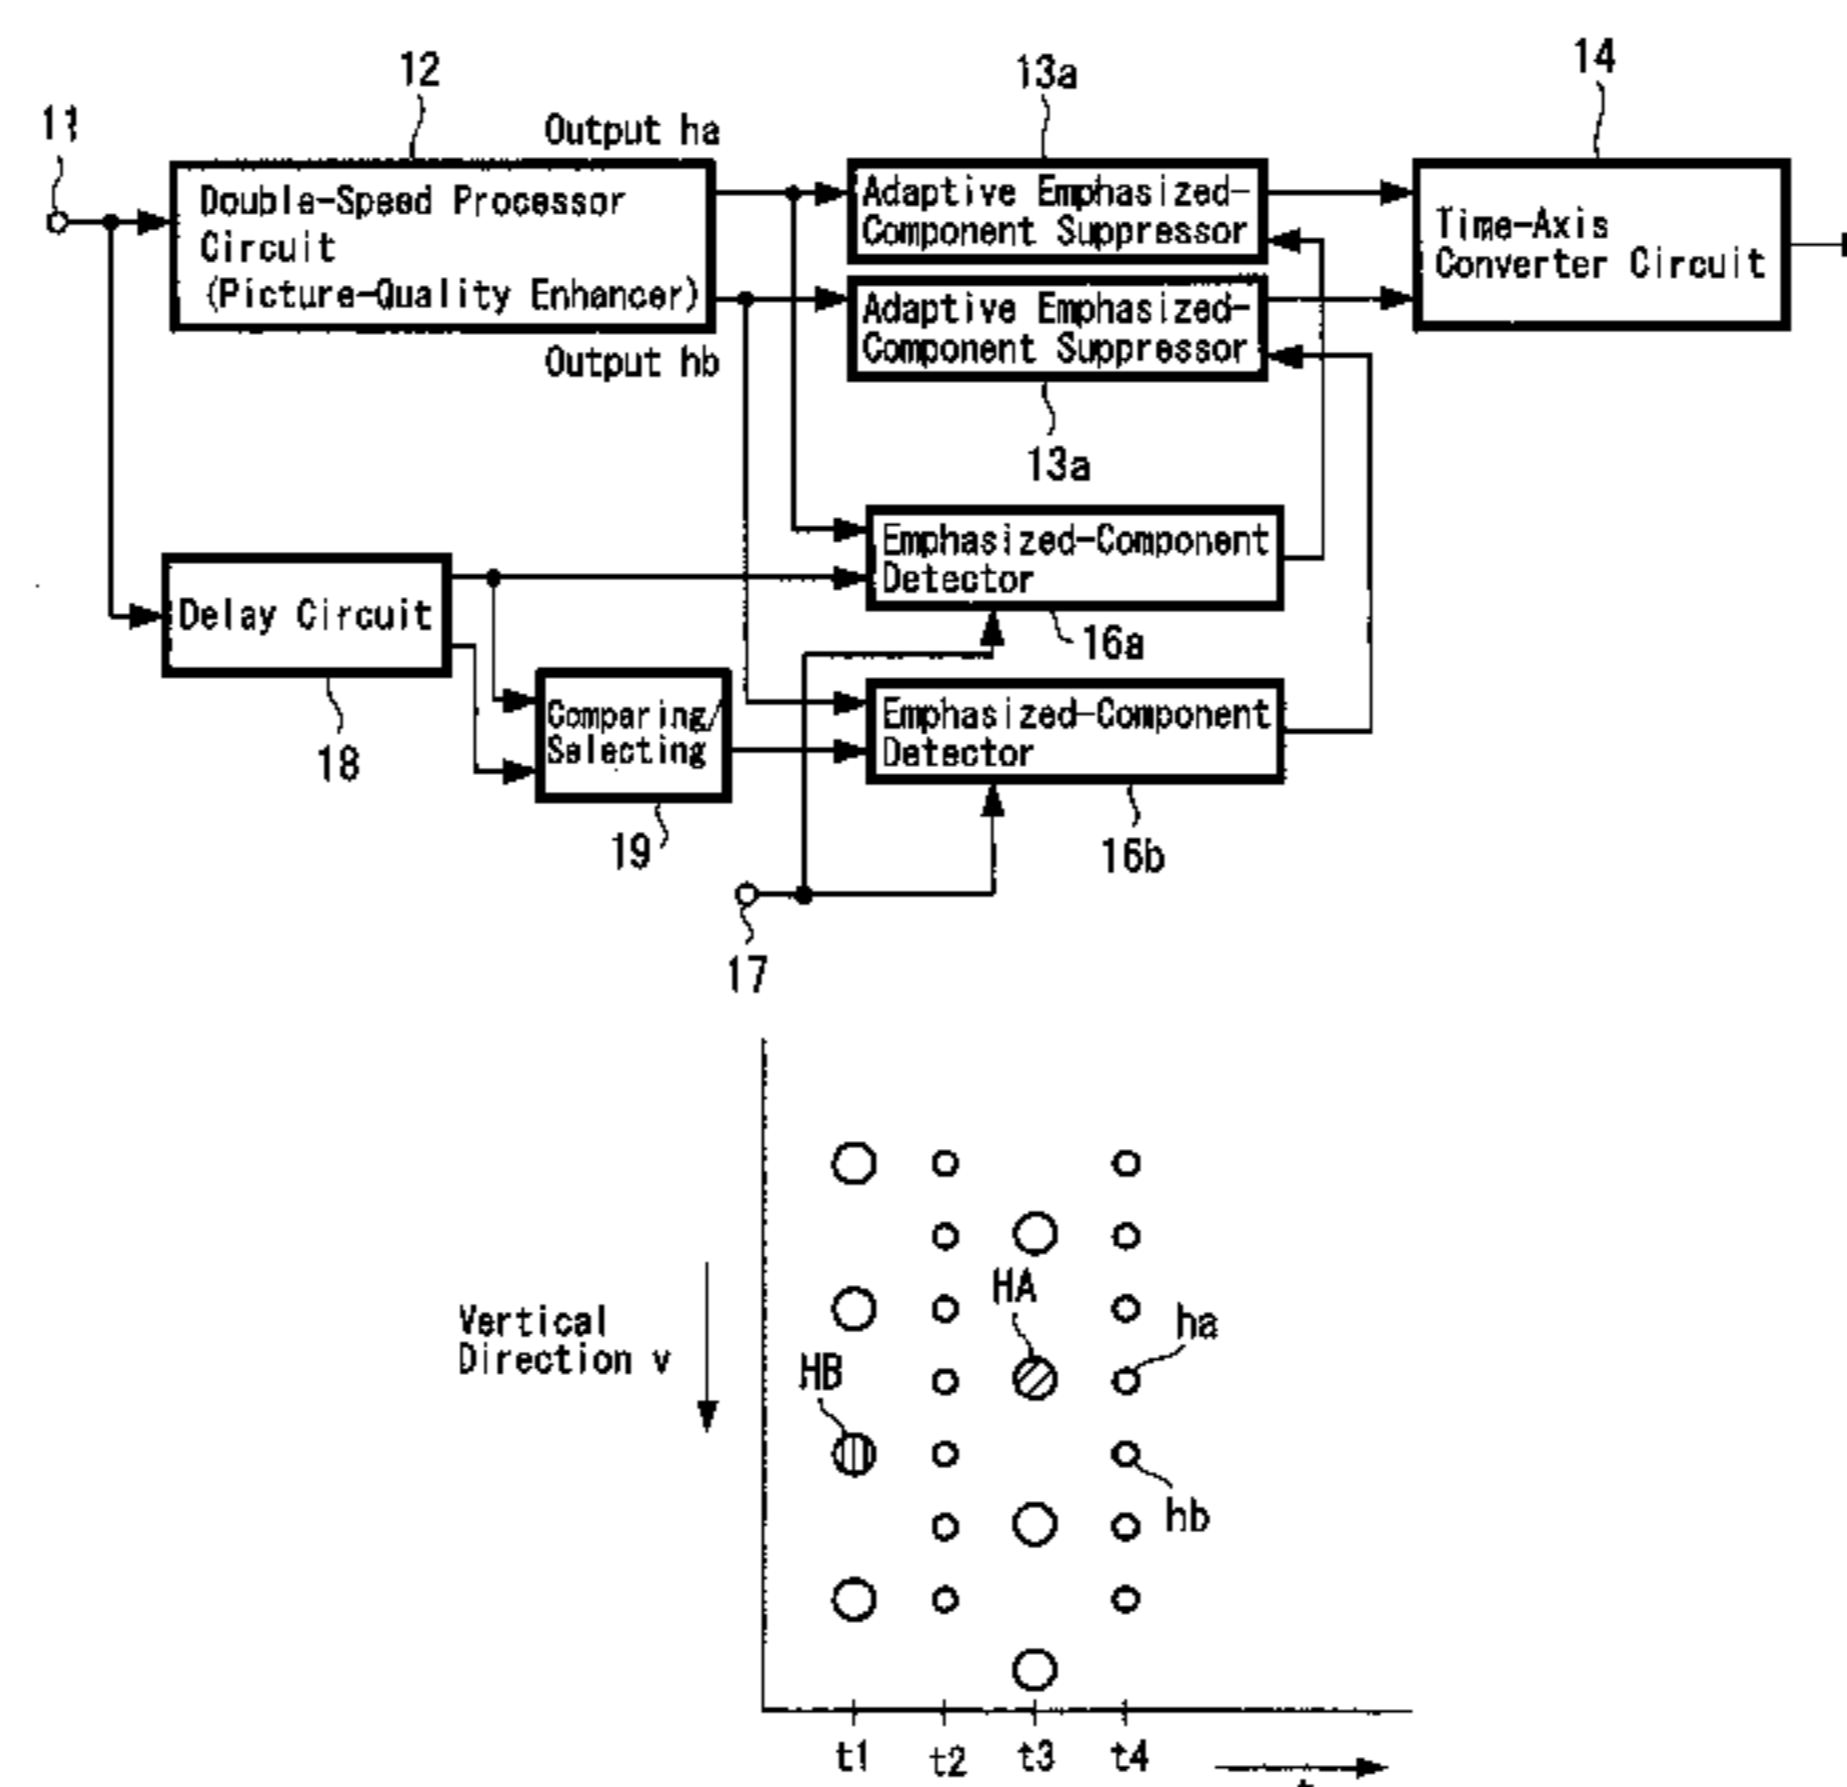 12
13a
14
11
Output ha
Double-Speed Processor
Circuit
(Picture-Quality Enhancer)
Adaptive Emphasized-
Component Suppressor
Time-Axis
Converter Circuit
Adaptive Emphasized-
Component Suppressor
Output hb
13a
Emphasized-Component
Detector
Delay Circuit
16a
Comparing/
Selecting
Emphasized-Component
Detector
18
19
16b
17
HA
ha
Vertical
Direction v
HB
hb
t1
t2
t3
t4